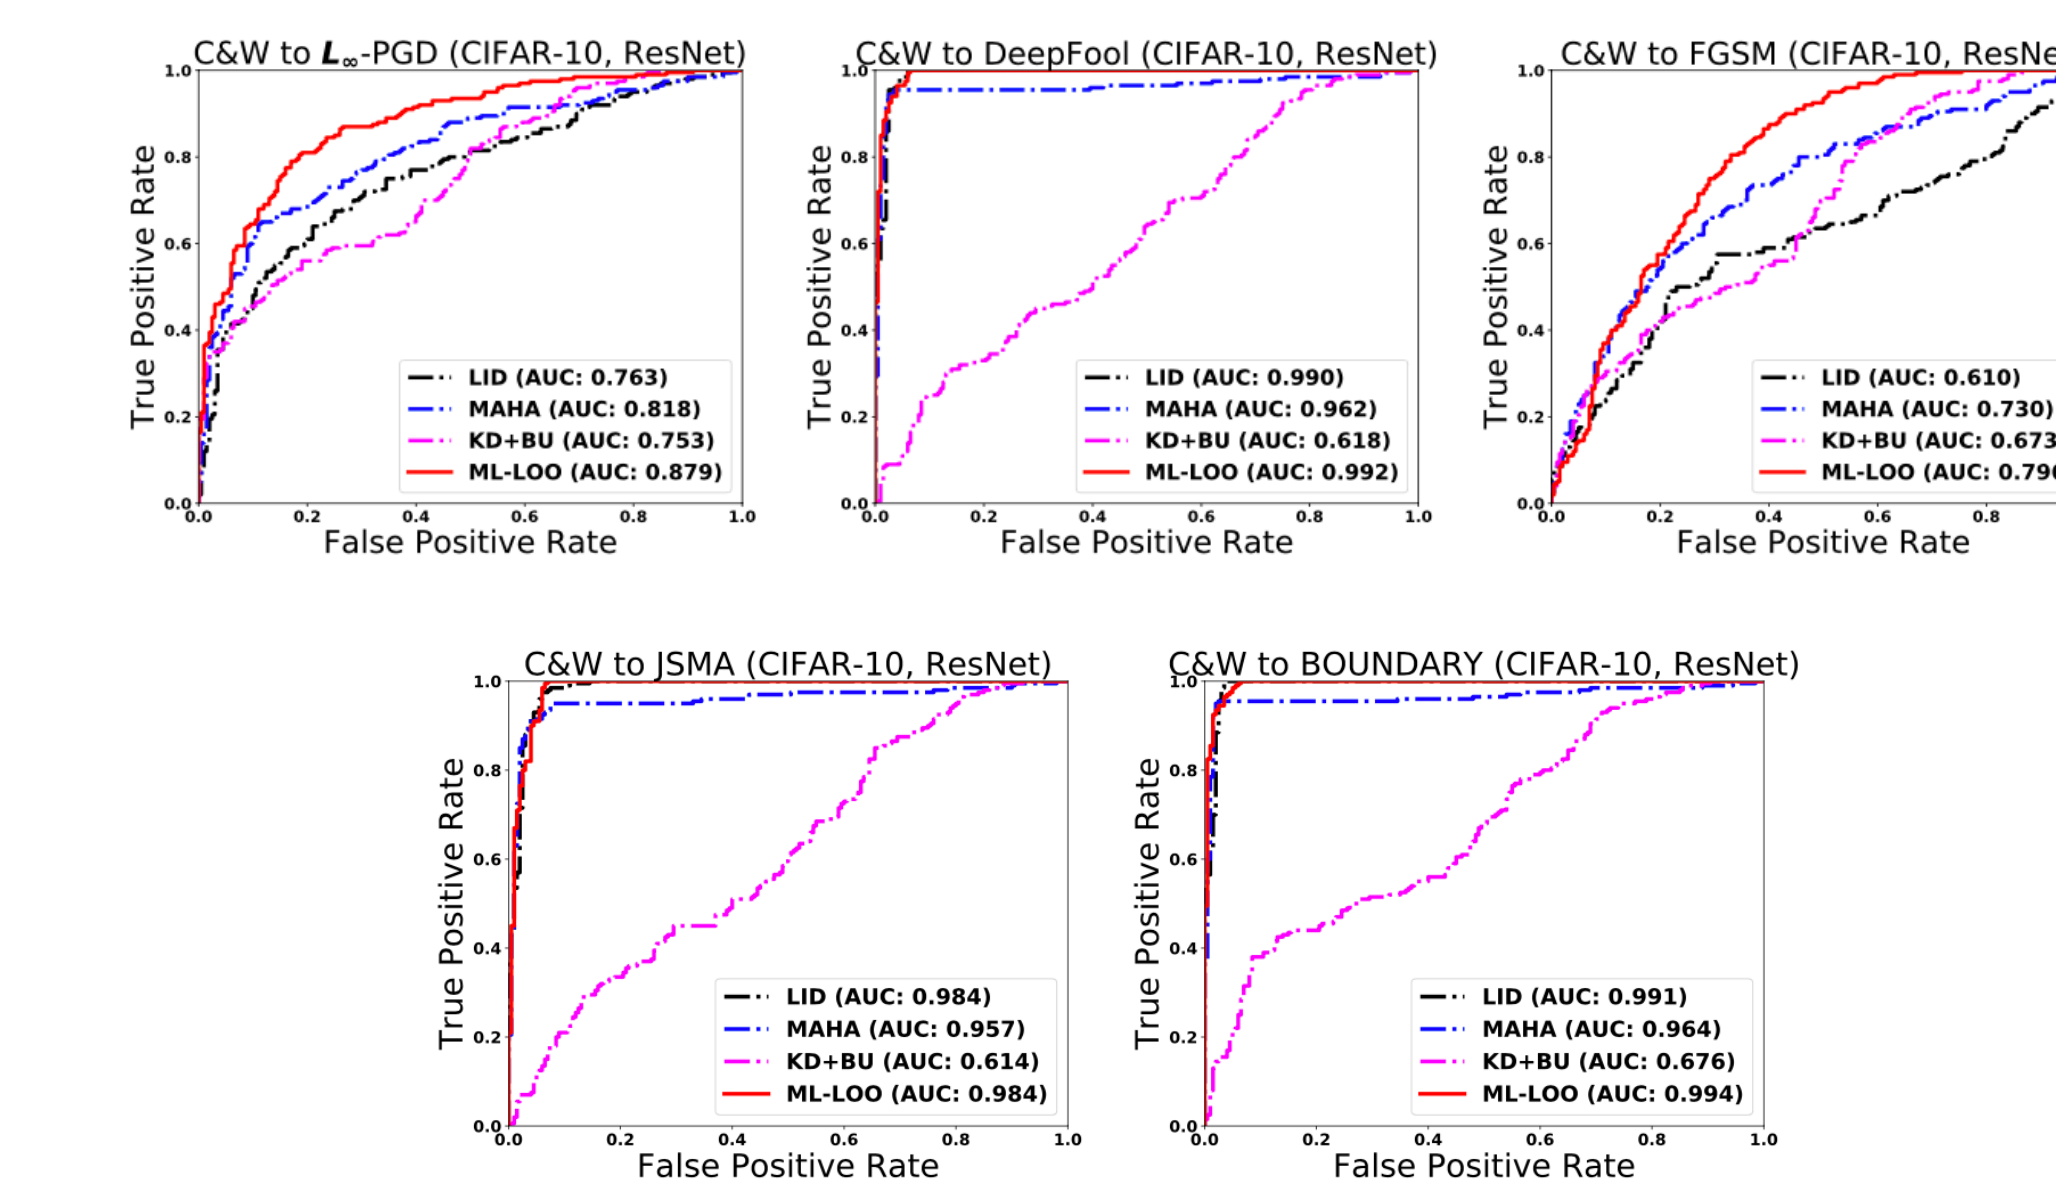 C&W to L∞-PGD (CIFAR-10, ResNet)
True Positive Rate
1.0
0.8
0.6
0.4
0.2
0.0
LID (AUC: 0.763)
MAHA (AUC: 0.818)
KD+BU (AUC: 0.753)
ML-LOO (AUC: 0.879)
0.0 0.2 0.4 0.6 0.8 1.0
False Positive Rate
C&W to DeepFool (CIFAR-10, ResNet)
True Positive Rate
1.0
0.8
0.6
0.4
0.2
0.0
LID (AUC: 0.990)
MAHA (AUC: 0.962)
KD+BU (AUC: 0.618)
ML-LOO (AUC: 0.992)
0.0 0.2 0.4 0.6 0.8 1.0
False Positive Rate
C&W to FGSM (CIFAR-10, ResNe
True Positive Rate
1.0
0.8
0.6
0.4
0.2
0.0
LID (AUC: 0.610)
MAHA (AUC: 0.730)
KD+BU (AUC: 0.673
ML-LOO (AUC: 0.79
0.0 0.2 0.4 0.6 0.8
False Positive Rate
C&W to JSMA (CIFAR-10, ResNet)
True Positive Rate
1.0
0.8
0.6
0.4
0.2
0.0
LID (AUC: 0.984)
MAHA (AUC: 0.957)
KD+BU (AUC: 0.614)
ML-LOO (AUC: 0.984)
0.0 0.2 0.4 0.6 0.8 1.0
False Positive Rate
C&W to BOUNDARY (CIFAR-10, ResNet)
True Positive Rate
1.0
0.8
0.6
0.4
0.2
0.0
LID (AUC: 0.991)
MAHA (AUC: 0.964)
KD+BU (AUC: 0.676)
ML-LOO (AUC: 0.994)
0.0 0.2 0.4 0.6 0.8 1.0
False Positive Rate